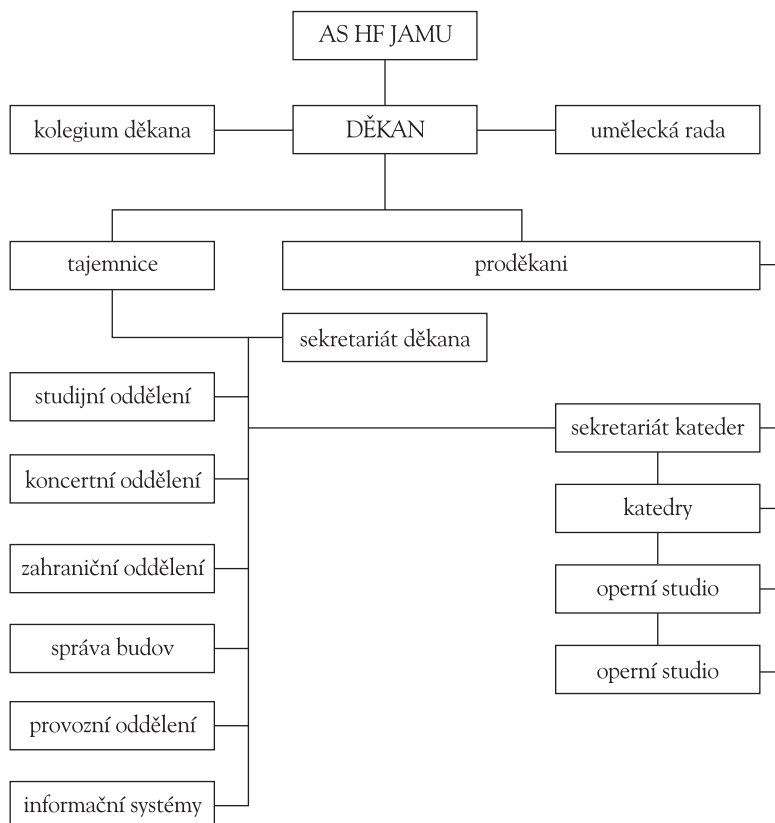 AS HF JAMU
kolegium děkana
DĚKAN
umělecká rada
tajemnice
proděkani
sekretariát děkana
studijní oddělení
sekretariát kateder
koncertní oddělení
katedry
zahraniční oddělení
operní studio
správa budov
operní studio
provozní oddělení
informační systémy